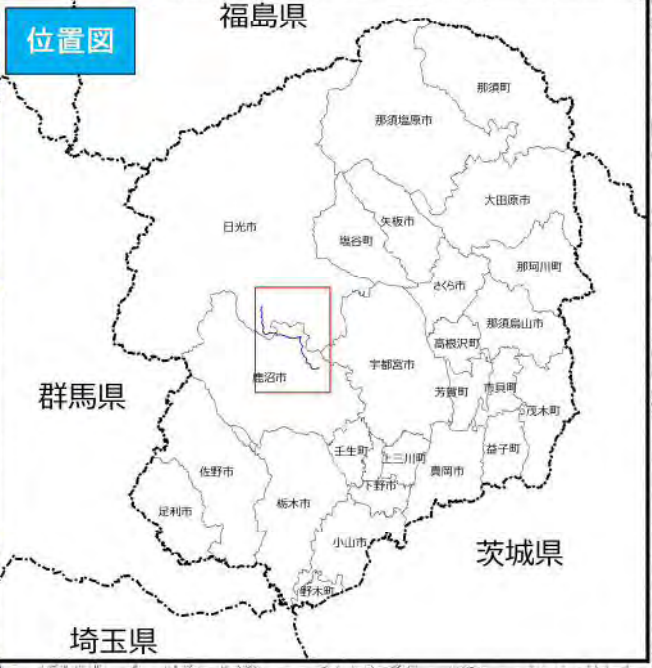 福島県
位置図
那須町
那須塩原市
大田原市
日光市
矢板市
塩谷町
那珂川町
さくら市
那須烏山市
高根沢町
宇都宮市
鹿沼市
群馬県
芳賀町
市貝町
茂木町
壬生町
上三川町
益子町
佐野市
真岡市
下野市
栃木市
足利市
小山市
茨城県
野木町
埼玉県